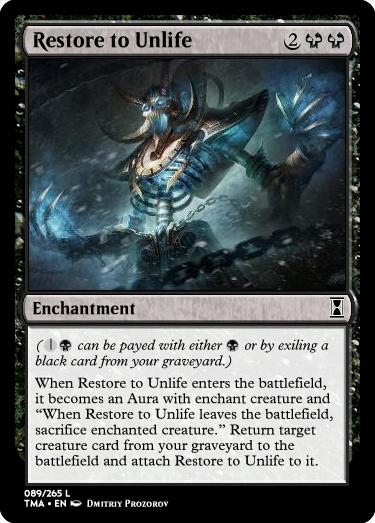 Restore to Unlife 2
Enchantment
( can be payed with either or by exiling a
black card from your graveyard.)
When Restore to Unlife enters the battlefield,
it becomes an Aura with enchant creature and
“When Restore to Unlife leaves the battlefield,
sacrifice enchanted creature.” Return target
creature card from your graveyard to the
battlefield and attach Restore to Unlife to it.
089/265 L
TMA • EN Dmitriy Prozorov